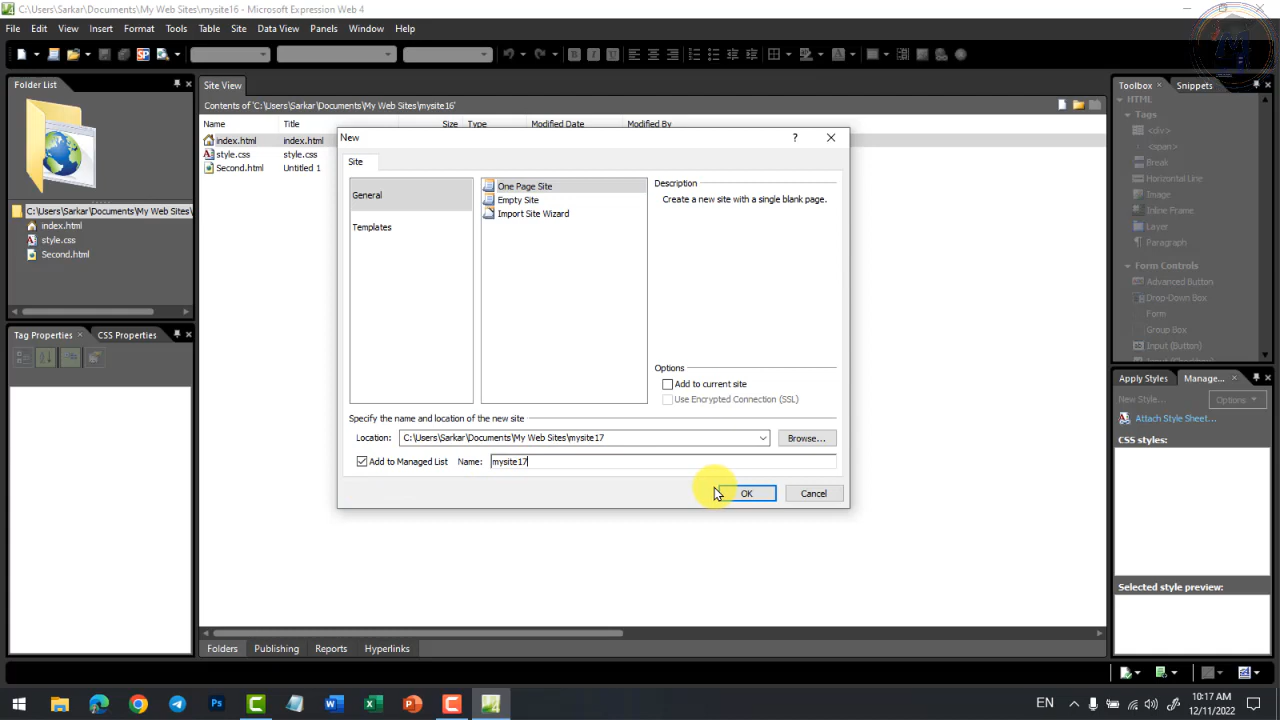 C:\Users\Sarkar\Documents\My Web Sites\mysite16 - Microsoft Expression Web 4
File Edit View Insert Format Tools Table Site Data View Panels Window Help
Folder List
C:\Users\Sarkar\Documents\My Web Sites\
index.html
style.css
Second.html
Tag Properties
CSS Properties
Site View
Contents of 'C:\Users\Sarkar\Documents\My Web Sites\mysite16'
Name Title Size Type Modified Date Modified By
index.html index.html
style.css style.css
Second.html Untitled 1
New
Site
General
Templates
One Page Site
Empty Site
Import Site Wizard
Description
Create a new site with a single blank page.
Options
Add to current site
Use Encrypted Connection (SSL)
Specify the name and location of the new site
Location: C:\Users\Sarkar\Documents\My Web Sites\mysite17
Browse...
Add to Managed List Name: mysite17
OK Cancel
Folders Publishing Reports Hyperlinks
Toolbox Snippets
HTML
Tags
<div>
<span>
Break
Horizontal Line
Image
Inline Frame
Layer
Paragraph
Form Controls
Advanced Button
Drop-Down Box
Form
Group Box
Input (Button)
Apply Styles Manage...
New Style... Options
Attach Style Sheet...
CSS styles:
Selected style preview:
EN
10:17 AM
12/11/2022